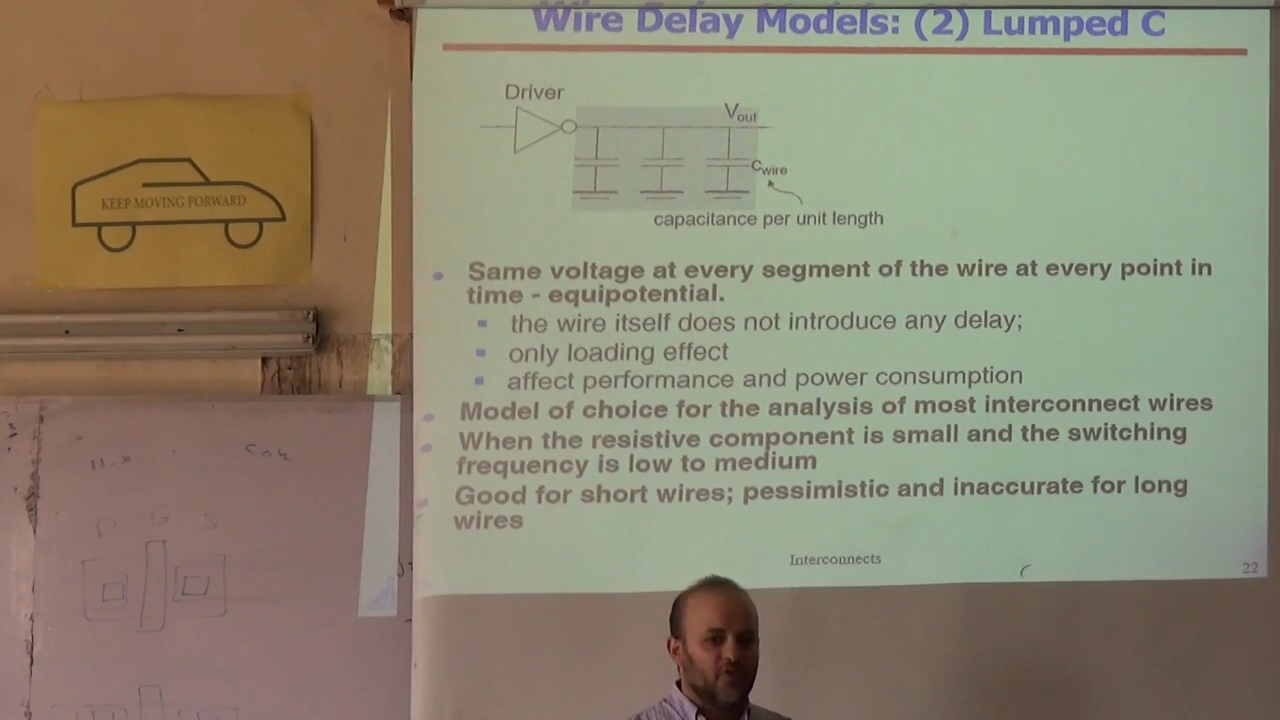 Wire Delay Models: (2) Lumped C
Driver
Vout
cwire
capacitance per unit length
KEEP MOVING FORWARD
Same voltage at every segment of the wire at every point in
time - equipotential.
the wire itself does not introduce any delay;
only loading effect
affect performance and power consumption
Model of choice for the analysis of most interconnect wires
When the resistive component is small and the switching
frequency is low to medium
Good for short wires; pessimistic and inaccurate for long
wires
Interconnects
22
D G S